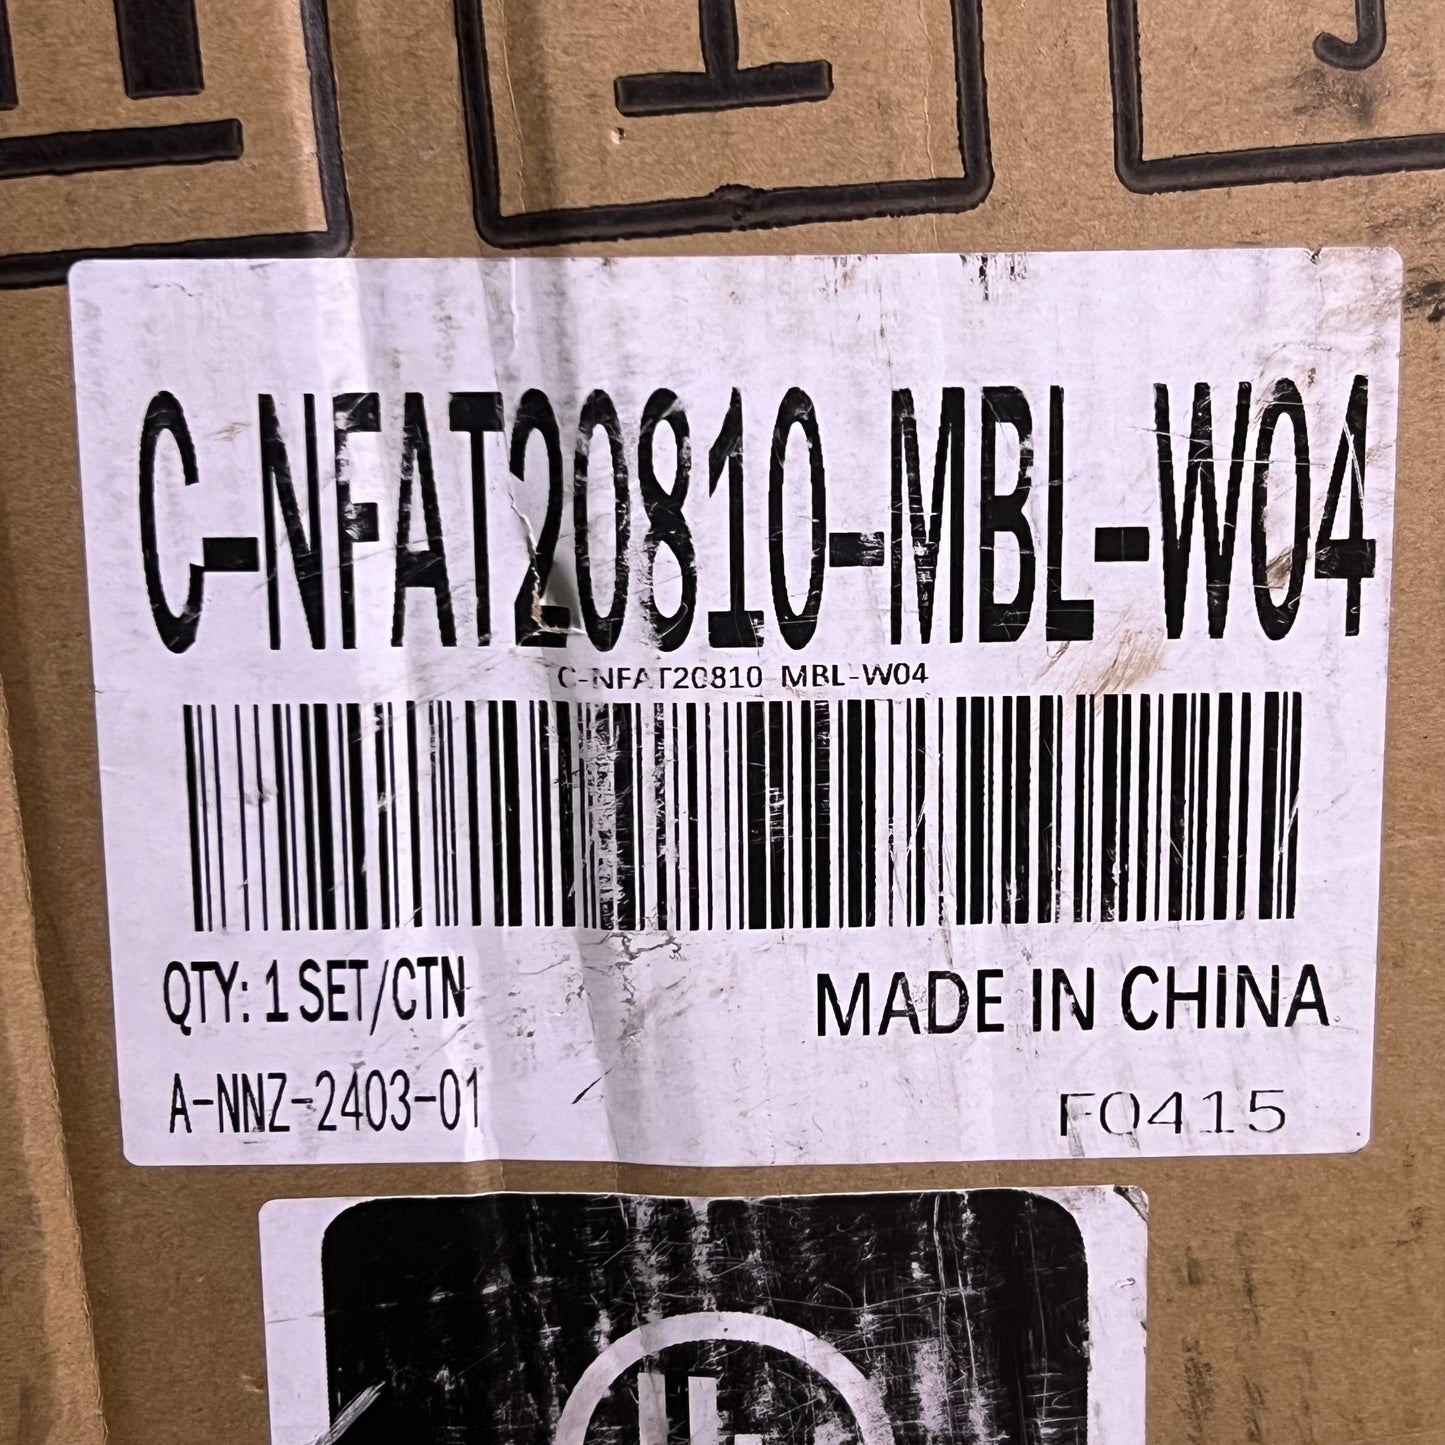 C-NFAT20810-MBL-W04
C-NFAT20810 MBL-W04
QTY: 1 SET/CTN
MADE IN CHINA
A-NNZ-2403-01
F0415